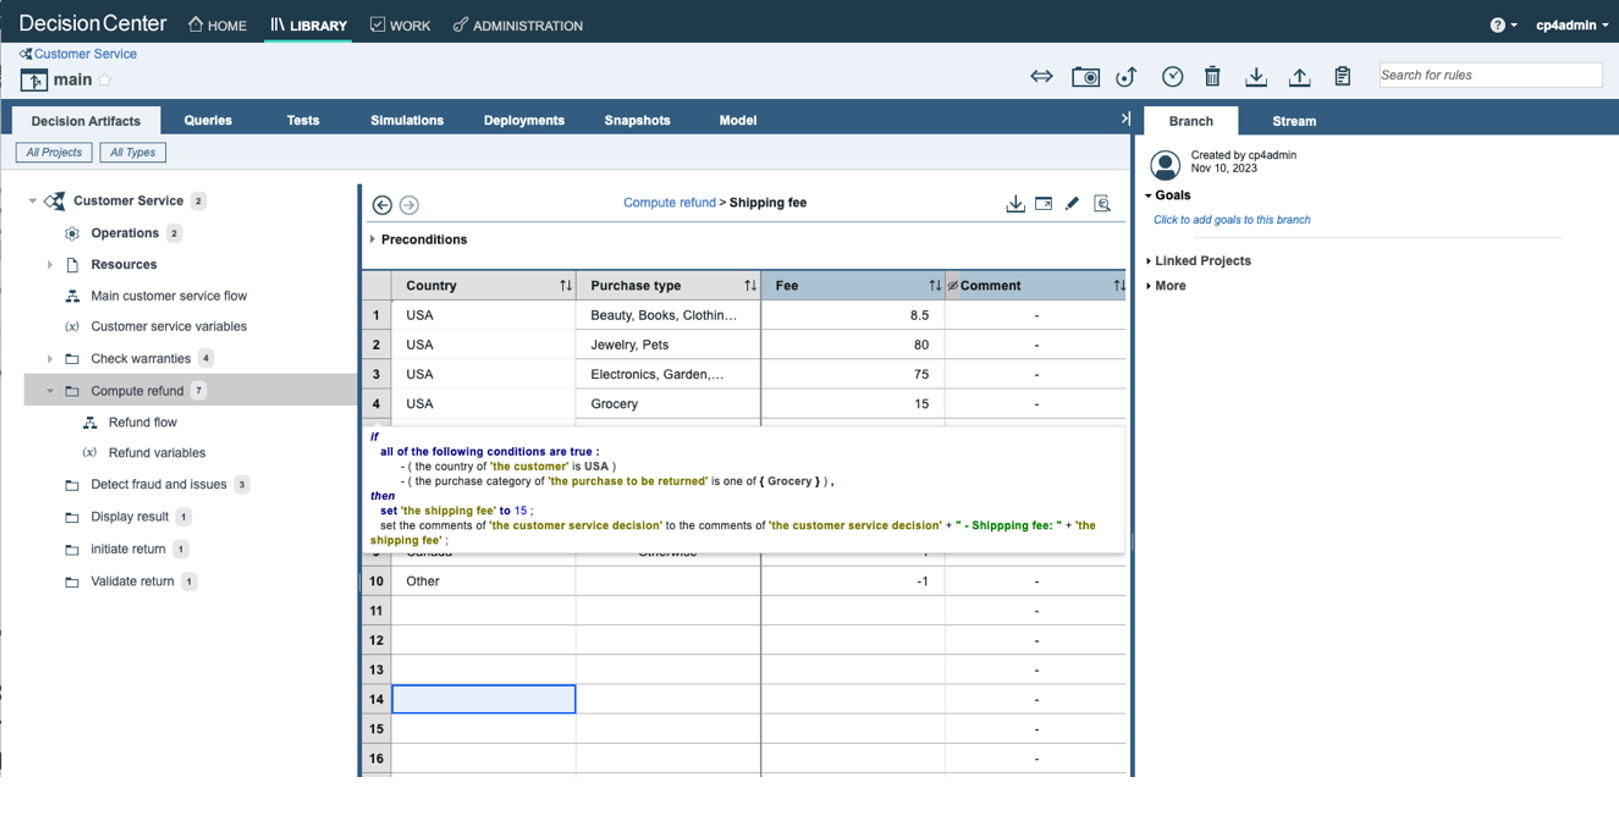 Decision Center HOME LIBRARY WORK ADMINISTRATION ? cp4admin
Customer Service
main
Search for rules
Decision Artifacts Queries Tests Simulations Deployments Snapshots Model
Branch Stream
All Projects All Types
Created by cp4admin
Nov 10, 2023
Goals
Click to add goals to this branch
Linked Projects
More
Customer Service 2
Operations 2
Resources
Main customer service flow
(x) Customer service variables
Check warranties 4
Compute refund 7
Refund flow
(x) Refund variables
Detect fraud and issues 3
Display result 1
initiate return 1
Validate return 1
Compute refund > Shipping fee
Preconditions
Country Purchase type Fee Comment
1 USA Beauty, Books, Clothin... 8.5 -
2 USA Jewelry, Pets 80 -
3 USA Electronics, Garden,... 75 -
4 USA Grocery 15 -
if
all of the following conditions are true :
- ( the country of 'the customer' is USA )
- ( the purchase category of 'the purchase to be returned' is one of { Grocery } ) ,
then
set 'the shipping fee' to 15 ;
set the comments of 'the customer service decision' to the comments of 'the customer service decision' + " - Shippping fee: " + 'the
shipping fee' ;
9 Canada Otherwise
10 Other -1 -
11 -
12 -
13 -
14 -
15 -
16 -